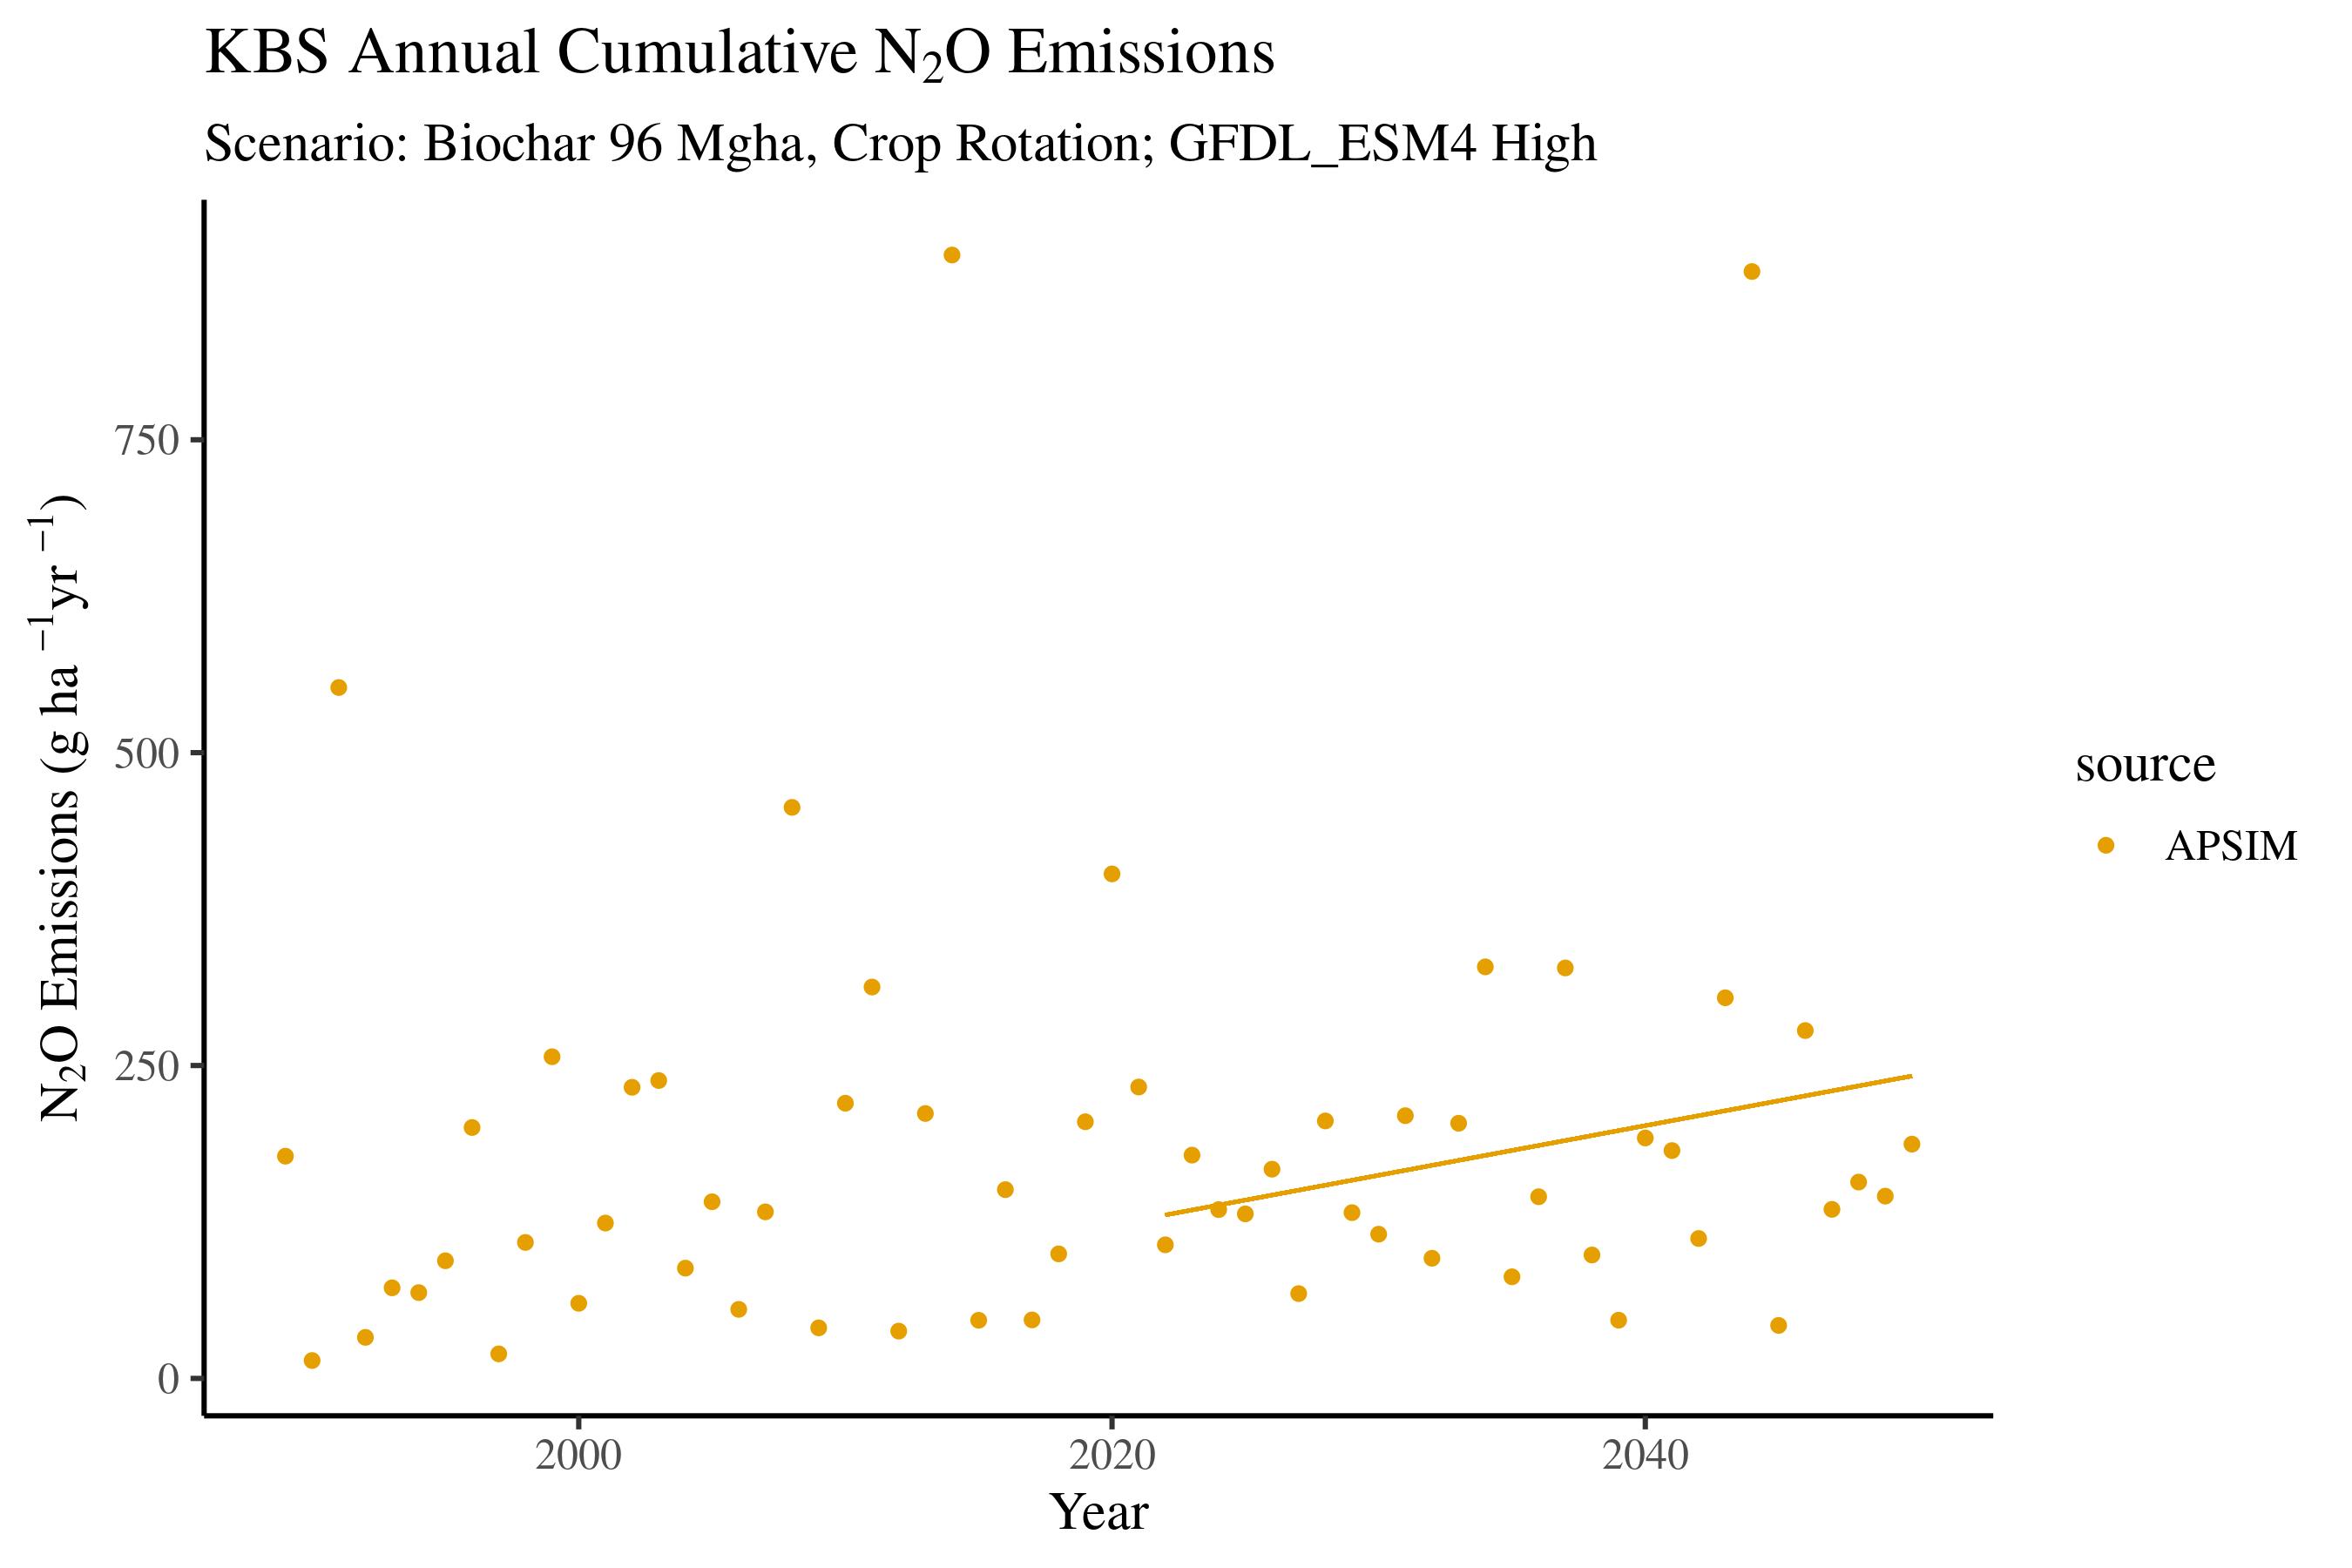 KBS Annual Cumulative N₂O Emissions
Scenario: Biochar 96 Mgha, Crop Rotation; GFDL_ESM4 High
N₂O Emissions (g ha⁻¹yr⁻¹)
750
500
250
0
2000 2020 2040
Year
source
APSIM